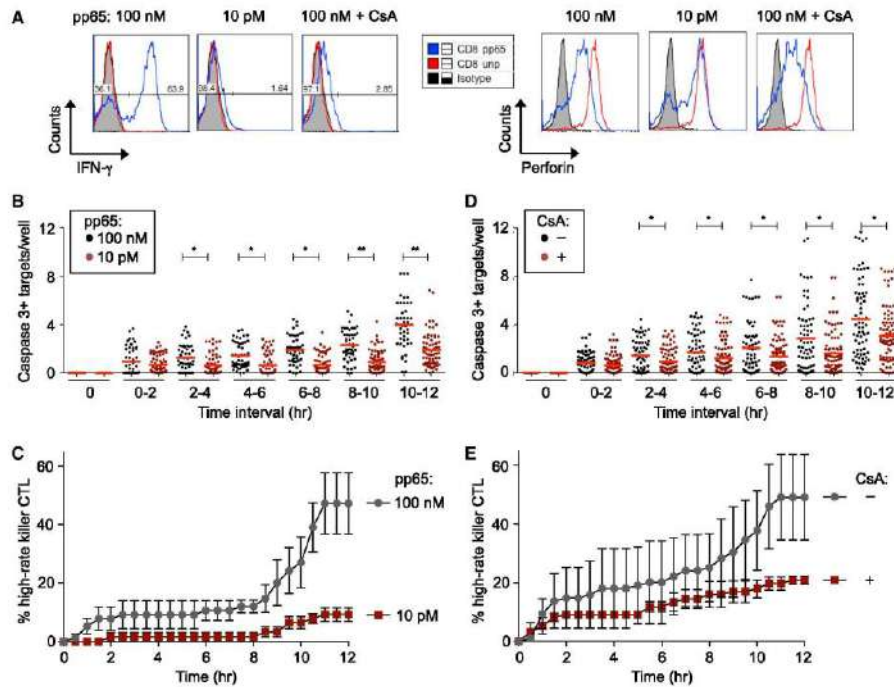 A
pp65: 100 nM 10 pM 100 nM + CsA
36.1 63.9
98.4 1.64
97.1 2.85
Counts
IFN-γ
CD8 pp65
CD8 unp
Isotype
100 nM 10 pM 100 nM + CsA
Counts
Perforin
B
pp65:
100 nM
10 pM
* * * ** **
Caspase 3+ targets/well
12
8
4
0
0 0-2 2-4 4-6 6-8 8-10 10-12
Time interval (hr)
D
CsA:
−
+
* * * * *
Caspase 3+ targets/well
12
8
4
0
0 0-2 2-4 4-6 6-8 8-10 10-12
Time interval (hr)
C
pp65:
100 nM
10 pM
% high-rate killer CTL
60
40
20
0
0 2 4 6 8 10 12
Time (hr)
E
CsA:
−
+
% high-rate killer CTL
60
40
20
0
0 2 4 6 8 10 12
Time (hr)